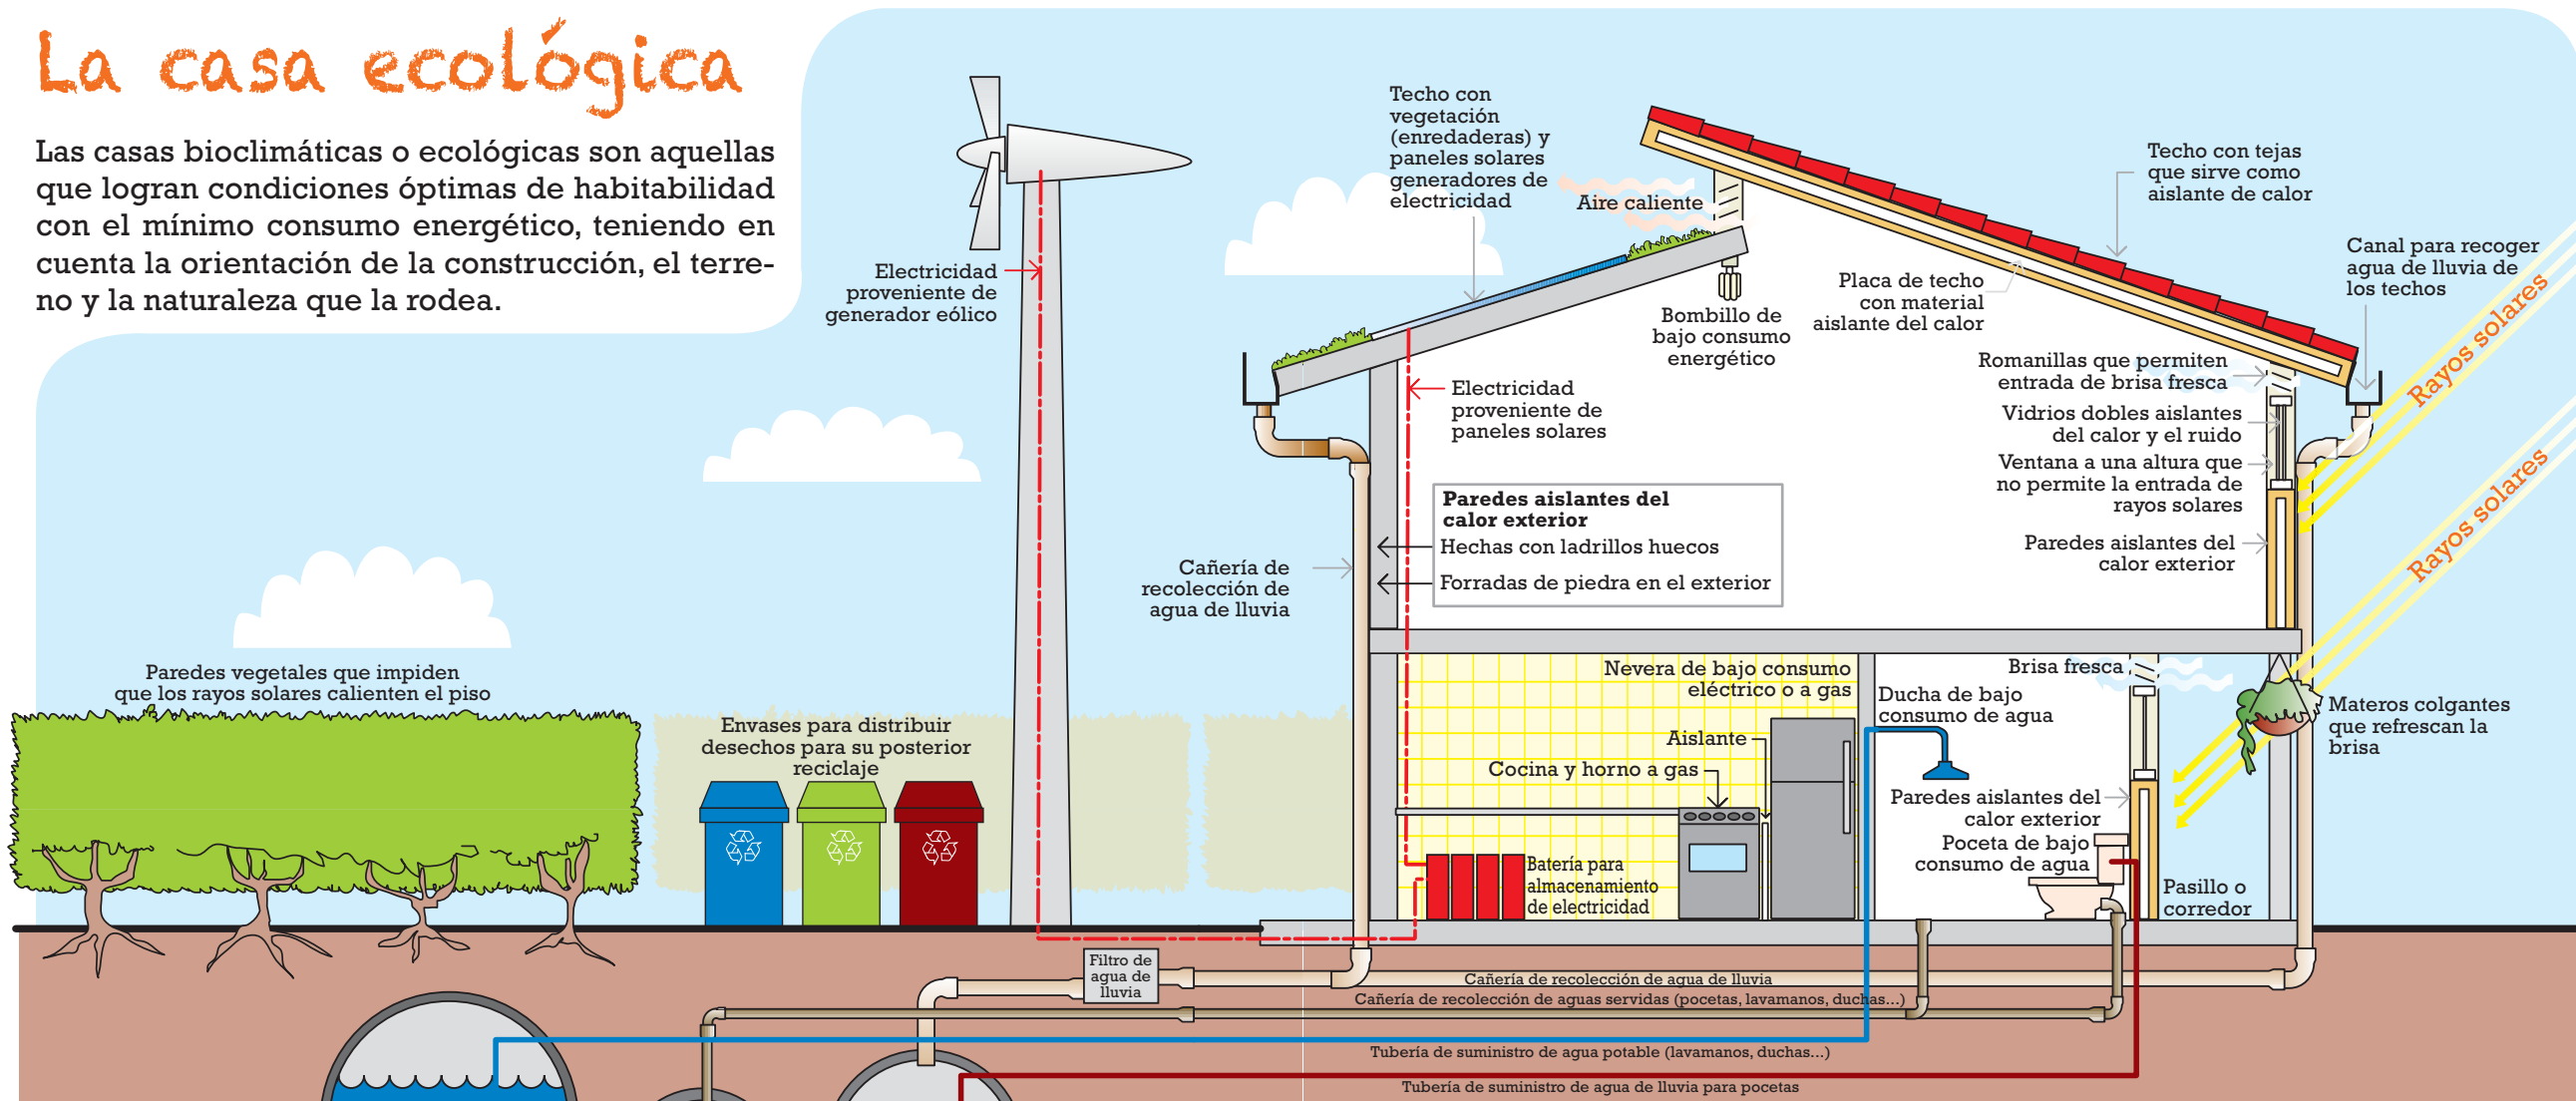 La casa ecológica
Las casas bioclimáticas o ecológicas son aquellas
que logran condiciones óptimas de habitabilidad
con el mínimo consumo energético, teniendo en
cuenta la orientación de la construcción, el terre-
no y la naturaleza que la rodea.
Electricidad
proveniente de
generador eólico
Techo con
vegetación
(enredaderas) y
paneles solares
generadores de
electricidad
Aire caliente
Bombillo de
bajo consumo
energético
Placa de techo
con material
aislante del calor
Techo con tejas
que sirve como
aislante de calor
Canal para recoger
agua de lluvia de
los techos
Rayos solares
Romanillas que permiten
entrada de brisa fresca
Vidrios dobles aislantes
del calor y el ruido
Ventana a una altura que
no permite la entrada de
rayos solares
Paredes aislantes del
calor exterior
Rayos solares
Electricidad
proveniente de
paneles solares
Paredes aislantes del
calor exterior
Hechas con ladrillos huecos
Forradas de piedra en el exterior
Cañería de
recolección de
agua de lluvia
Paredes vegetales que impiden
que los rayos solares calienten el piso
Envases para distribuir
desechos para su posterior
reciclaje
Nevera de bajo consumo
eléctrico o a gas
Aislante
Cocina y horno a gas
Batería para
almacenamiento
de electricidad
Ducha de bajo
consumo de agua
Brisa fresca
Materos colgantes
que refrescan la
brisa
Paredes aislantes del
calor exterior
Poceta de bajo
consumo de agua
Pasillo o
corredor
Filtro de
agua de
lluvia
Cañería de recolección de agua de lluvia
Cañería de recolección de aguas servidas (pocetas, lavamanos, duchas...)
Tubería de suministro de agua potable (lavamanos, duchas...)
Tubería de suministro de agua de lluvia para pocetas